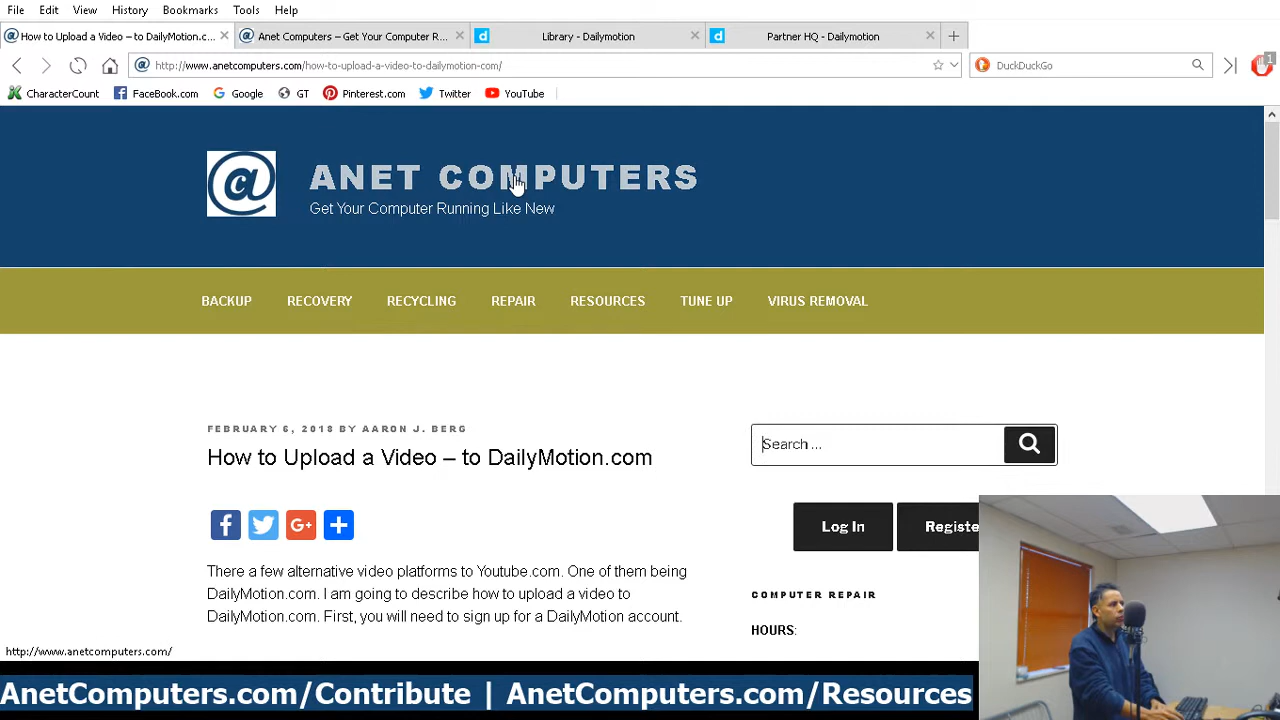 File Edit View History Bookmarks Tools Help
How to Upload a Video – to DailyMotion.c...
Anet Computers – Get Your Computer R...
Library - Dailymotion
Partner HQ - Dailymotion
http://www.anetcomputers.com/how-to-upload-a-video-to-dailymotion-com/
DuckDuckGo
1
CharacterCount FaceBook.com Google GT Pinterest.com Twitter YouTube
ANET COMPUTERS
Get Your Computer Running Like New
BACKUP RECOVERY RECYCLING REPAIR RESOURCES TUNE UP VIRUS REMOVAL
FEBRUARY 6, 2018 BY AARON J. BERG
How to Upload a Video – to DailyMotion.com
Search ...
Log In
Registe
There a few alternative video platforms to Youtube.com. One of them being
DailyMotion.com. I am going to describe how to upload a video to
DailyMotion.com. First, you will need to sign up for a DailyMotion account.
COMPUTER REPAIR
HOURS:
http://www.anetcomputers.com/
AnetComputers.com/Contribute | AnetComputers.com/Resources